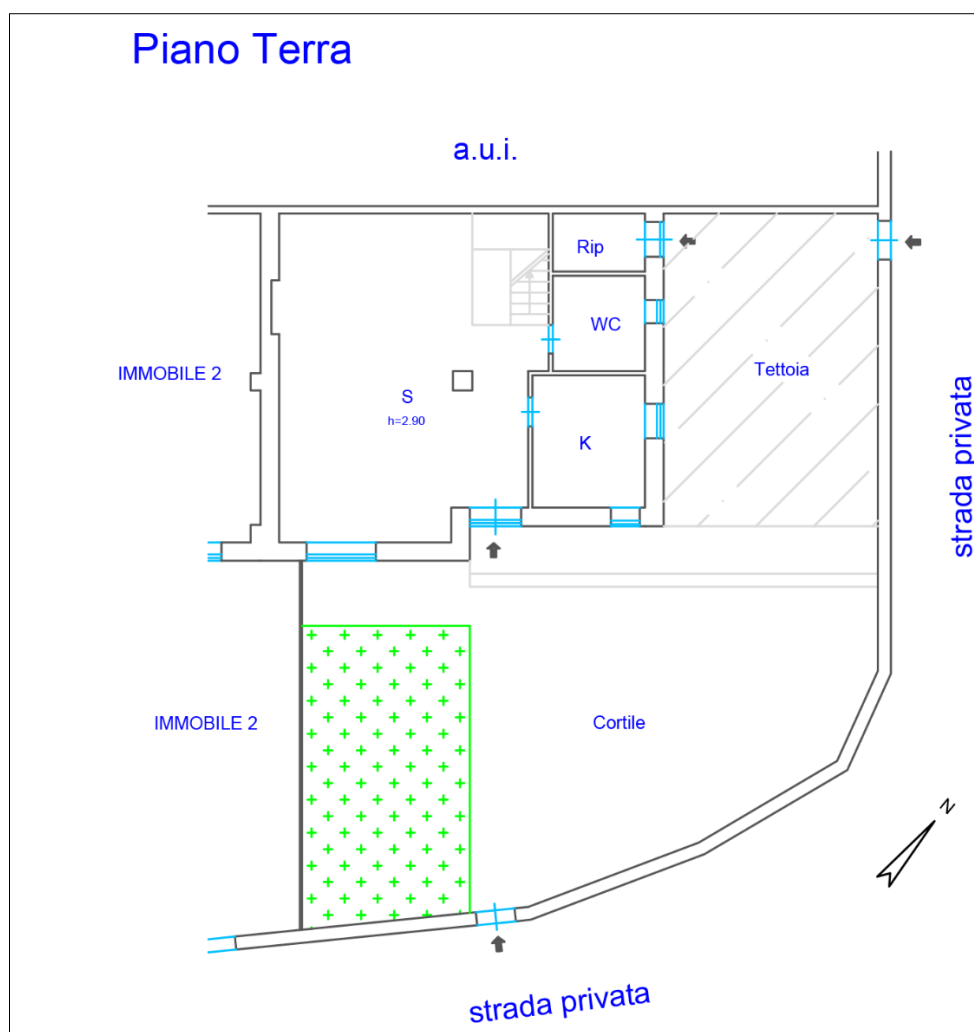 Piano Terra
a.u.i.
Rip
WC
IMMOBILE 2
Tettoia
S
h=2.90
K
strada privata
IMMOBILE 2
Cortile
N
strada privata